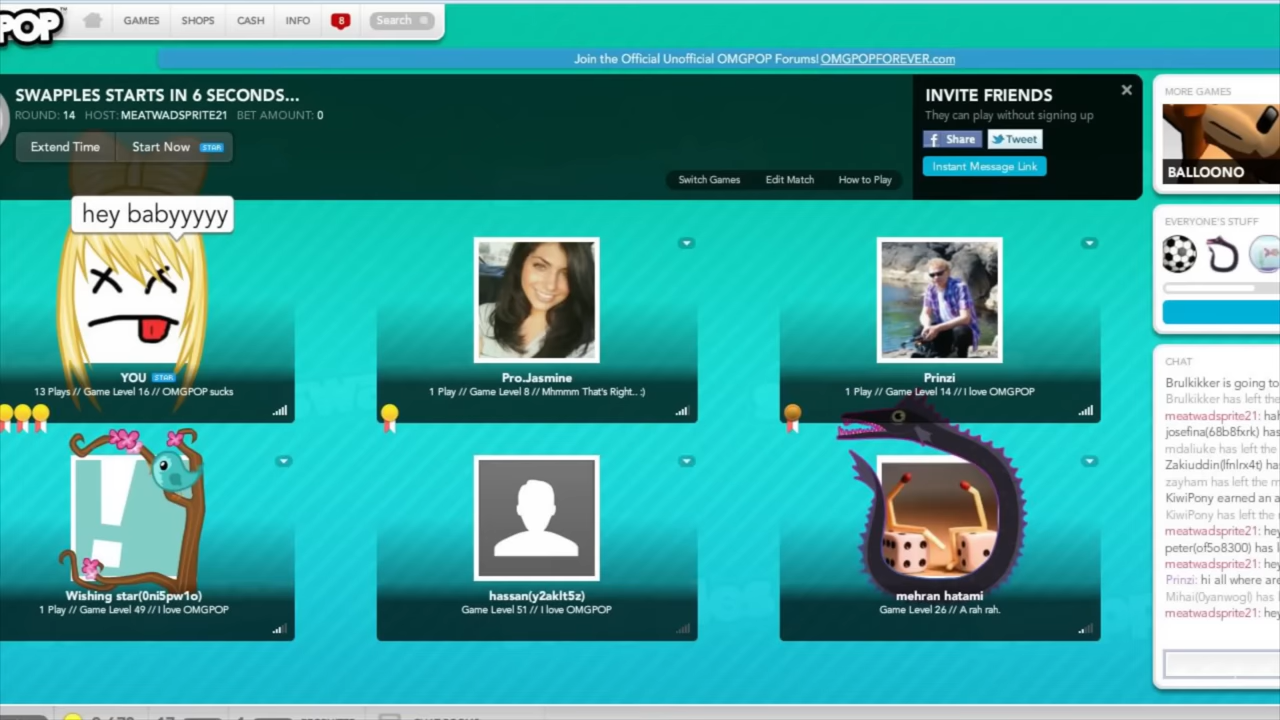 POP™
GAMES SHOPS CASH INFO 8 Search
Join the Official Unofficial OMGPOP Forums! OMGPOPFOREVER.com
SWAPPLES STARTS IN 6 SECONDS...
ROUND: 14 HOST: MEATWADSPRITE21 BET AMOUNT: 0
Extend Time Start Now STAR
Switch Games Edit Match How to Play
INVITE FRIENDS
They can play without signing up
f Share Tweet
Instant Message Link
MORE GAMES
BALLOONO
EVERYONE'S STUFF
hey babyyyyy
YOU STAR
13 Plays // Game Level 16 // OMGPOP sucks
Pro.Jasmine
1 Play // Game Level 8 // Mhmmm That's Right.. :)
Prinzi
1 Play // Game Level 14 // I love OMGPOP
Wishing star(0ni5pw1o)
1 Play // Game Level 49 // I love OMGPOP
hassan(y2aklt5z)
Game Level 51 // I love OMGPOP
mehran hatami
Game Level 26 // A rah rah.
CHAT
Brulkikker is going to
Brulkikker has left the
meatwadsprite21: hah
josefina(68b8fxrk) has
mdaliuke has left the
Zakiuddin(lfnlrx4t) ha
zayham has left the
KiwiPony earned an a
KiwiPony has left the
meatwadsprite21: hey
peter(of5o8300) has l
meatwadsprite21: hey
Prinzi: hi all where are
Mihai(0yanwogl) has l
meatwadsprite21: hey